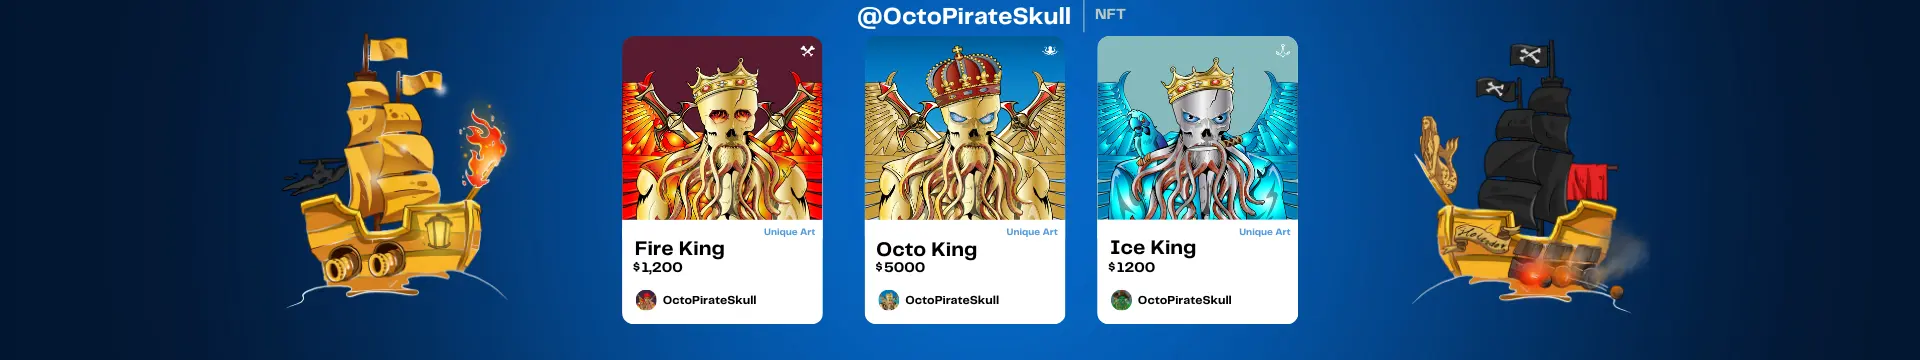 @OctoPirateSkull | NFT
Unique Art
Fire King
$1,200
OctoPirateSkull
Unique Art
Octo King
$5000
OctoPirateSkull
Unique Art
Ice King
$1200
OctoPirateSkull